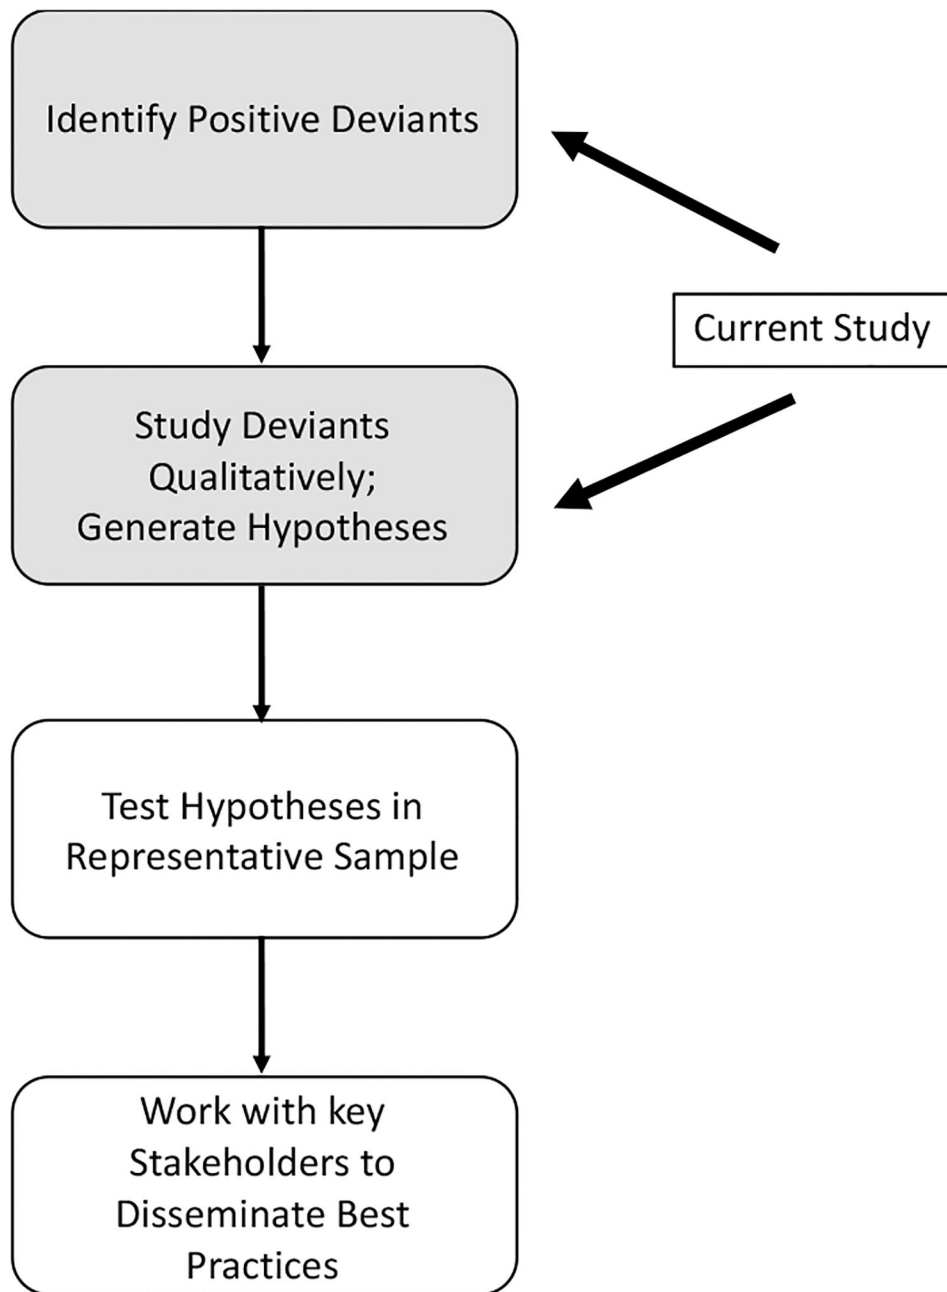 Identify Positive Deviants
Current Study
Study Deviants
Qualitatively;
Generate Hypotheses
Test Hypotheses in
Representative Sample
Work with key
Stakeholders to
Disseminate Best
Practices